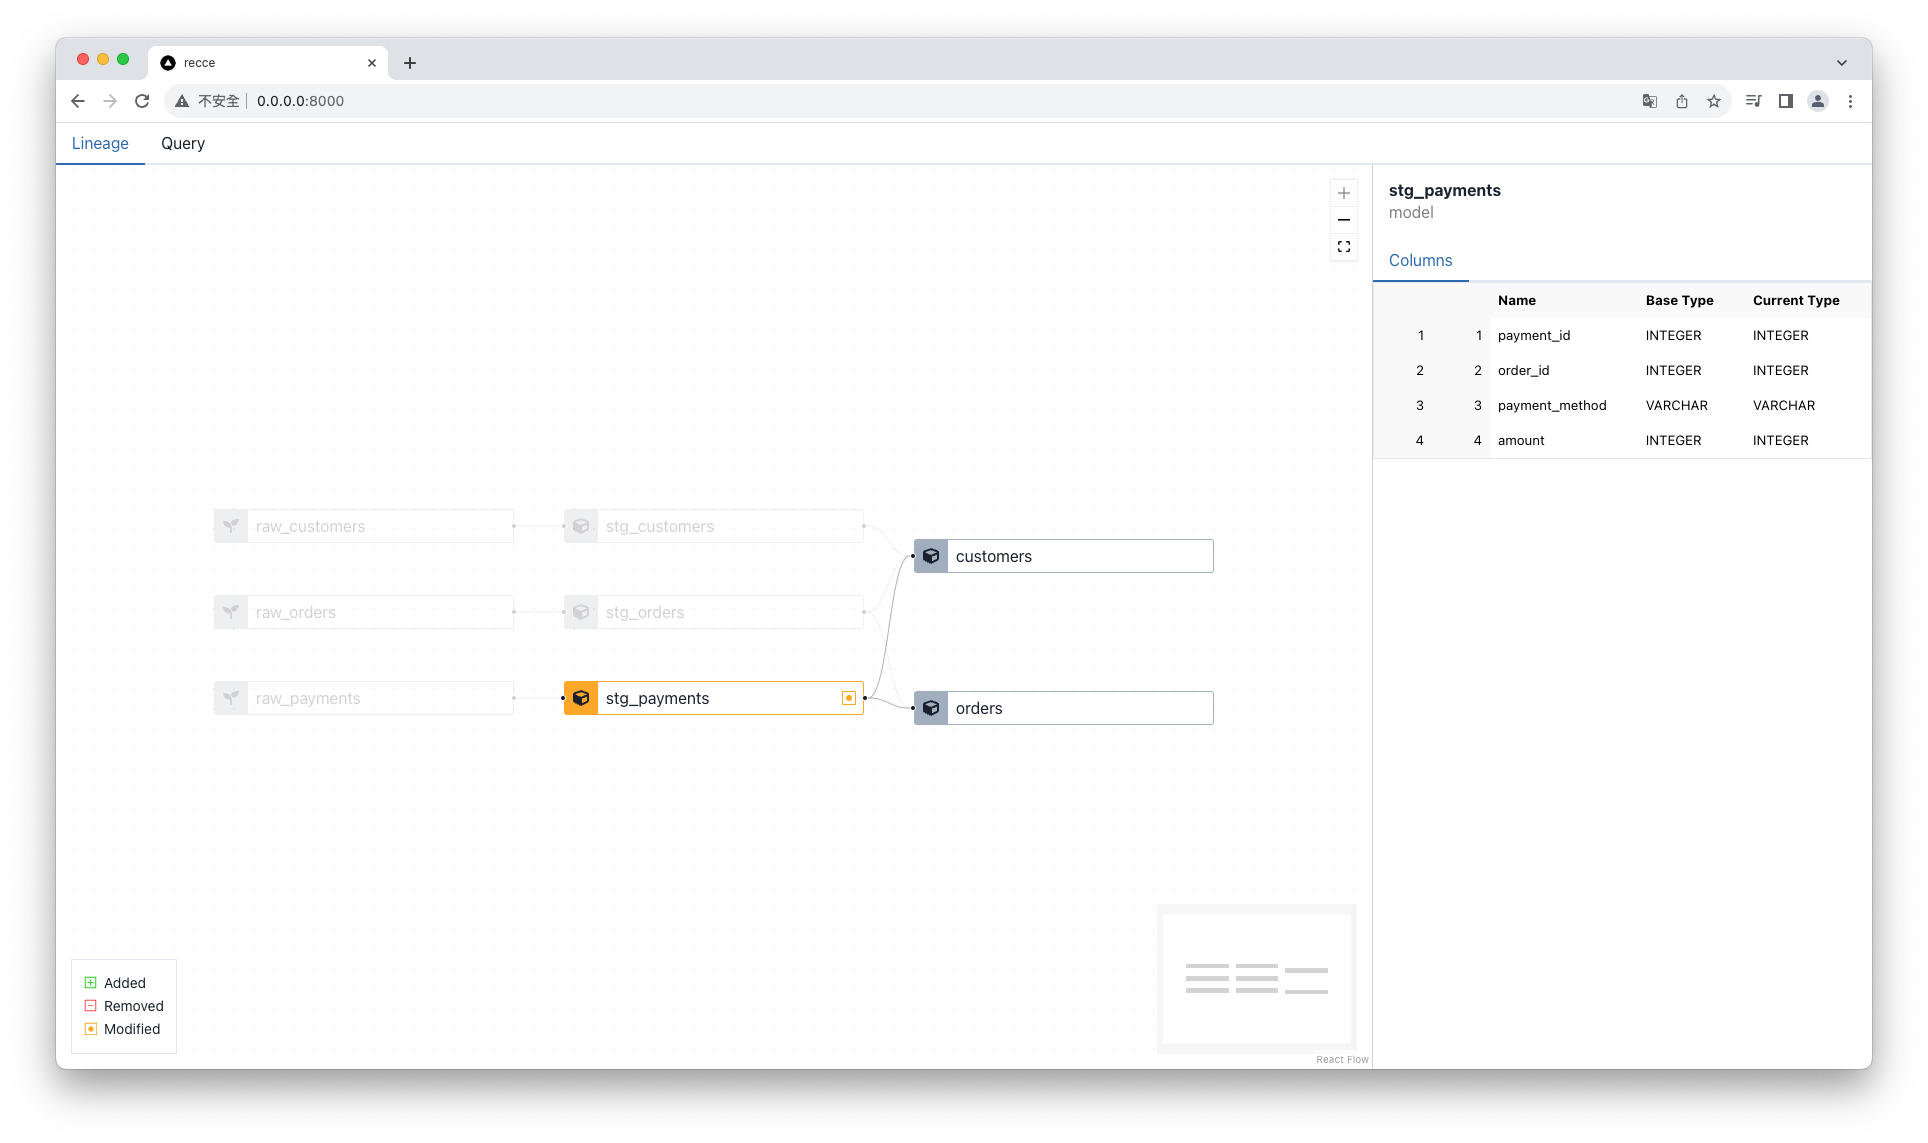 recce
不安全 0.0.0.0:8000
Lineage Query
stg_payments
model
Columns
Name Base Type Current Type
1 1 payment_id INTEGER INTEGER
2 2 order_id INTEGER INTEGER
3 3 payment_method VARCHAR VARCHAR
4 4 amount INTEGER INTEGER
raw_customers stg_customers
customers
raw_orders stg_orders
raw_payments stg_payments
orders
Added
Removed
Modified
React Flow